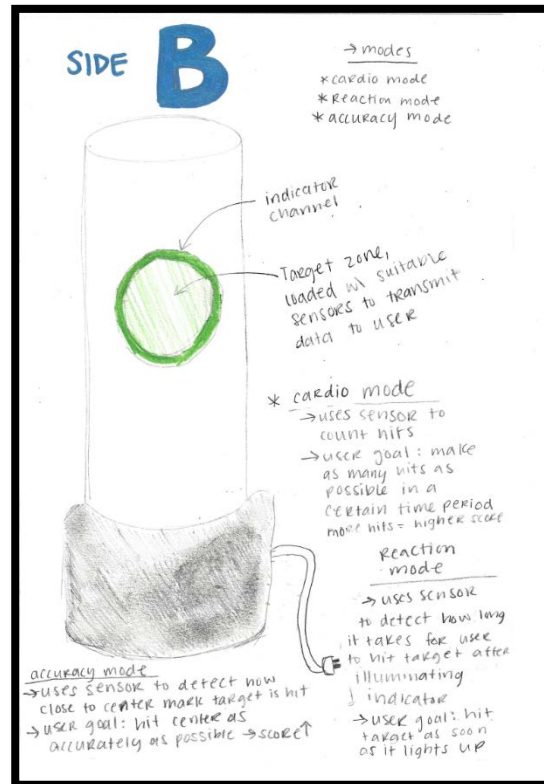 SIDE B
→ modes
* cardio mode
* Reaction mode
* accuracy mode
indicator
channel
Target zone,
loaded w/ suitable
sensors to transmit
data to user
* cardio mode
→ uses sensor to
count hits
→ user goal: make
as many hits as
possible in a
certain time period
more hits = higher score
Reaction
mode
→ uses sensor
to detect how long
it takes for user
to hit target after
illuminating
indicator
→ user goal: hit
target as soon
as it lights up
accuracy mode
→ uses sensor to detect how
close to center mark target is hit
→ user goal: hit center as
accurately as possible → score ↑